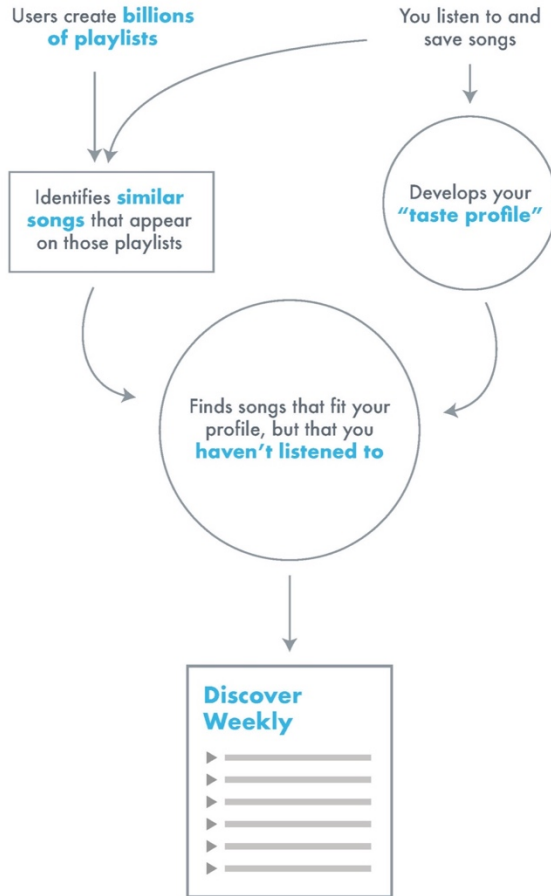 Users create billions
of playlists
You listen to and
save songs
Identifies similar
songs that appear
on those playlists
Develops your
“taste profile”
Finds songs that fit your
profile, but that you
haven’t listened to
Discover
Weekly